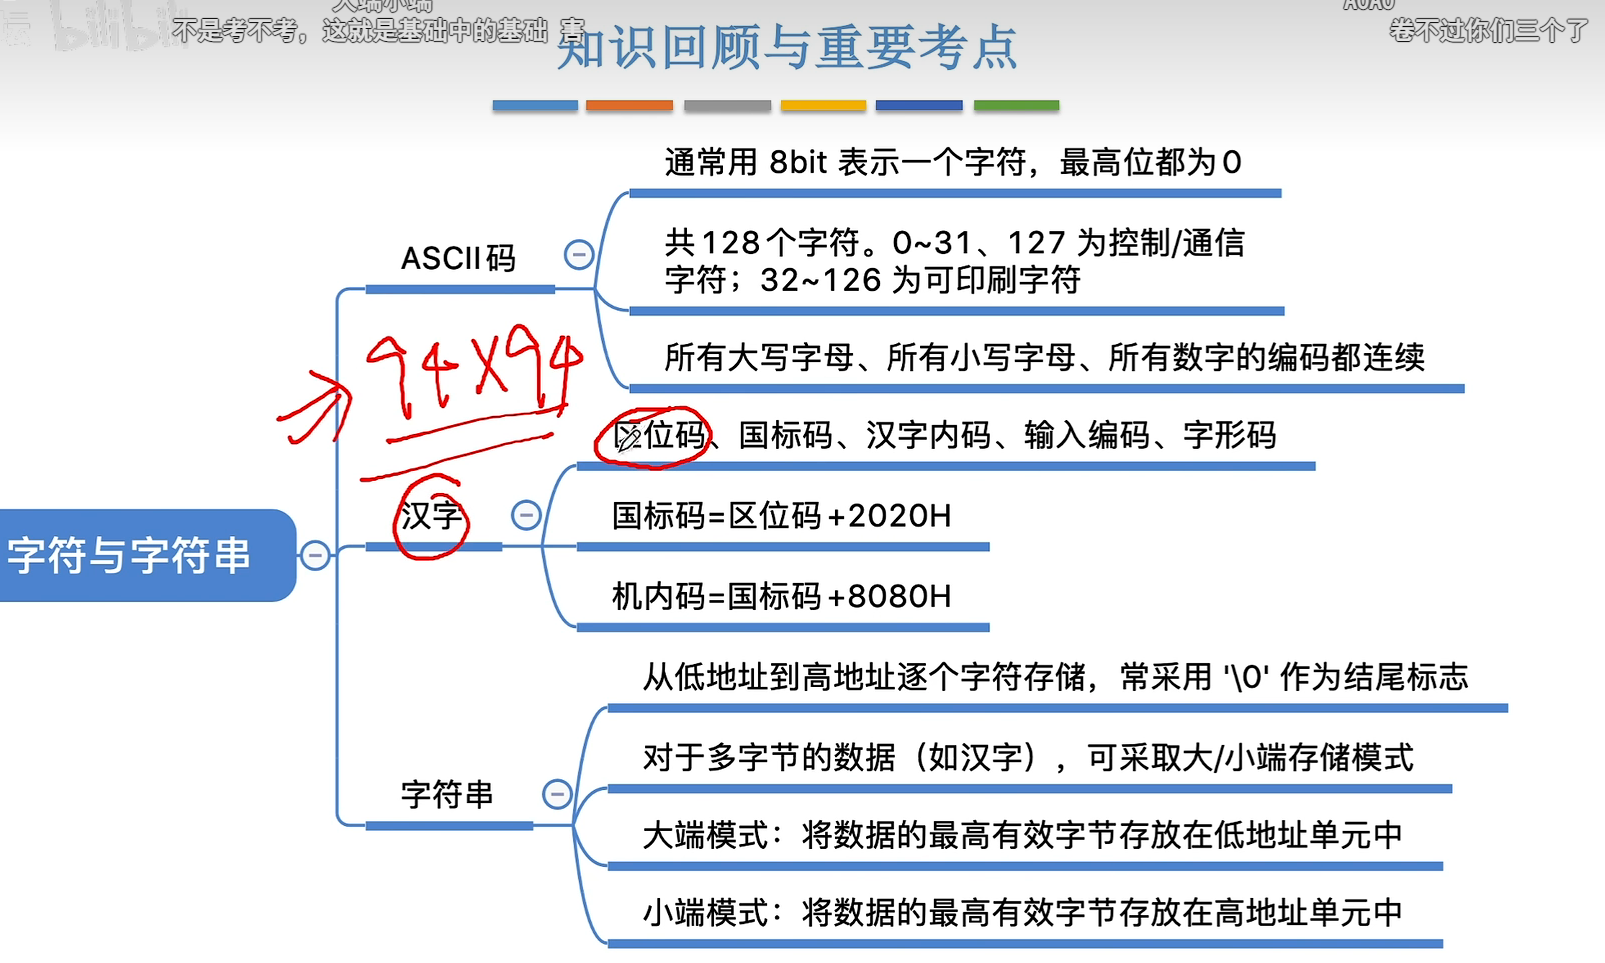 大端小端
不是考不考，这就是基础中的基础
害
AUAU
卷不过你们三个了
bilibili
知识回顾与重要考点
通常用 8bit 表示一个字符，最高位都为0
ASCII码
共128个字符。0~31、127 为控制/通信
字符；32~126 为可印刷字符
所有大写字母、所有小写字母、所有数字的编码都连续
94X94
区位码、国标码、汉字内码、输入编码、字形码
汉字
国标码=区位码+2020H
字符与字符串
机内码=国标码+8080H
从低地址到高地址逐个字符存储，常采用 '\0' 作为结尾标志
对于多字节的数据（如汉字），可采取大/小端存储模式
字符串
大端模式：将数据的最高有效字节存放在低地址单元中
小端模式：将数据的最高有效字节存放在高地址单元中